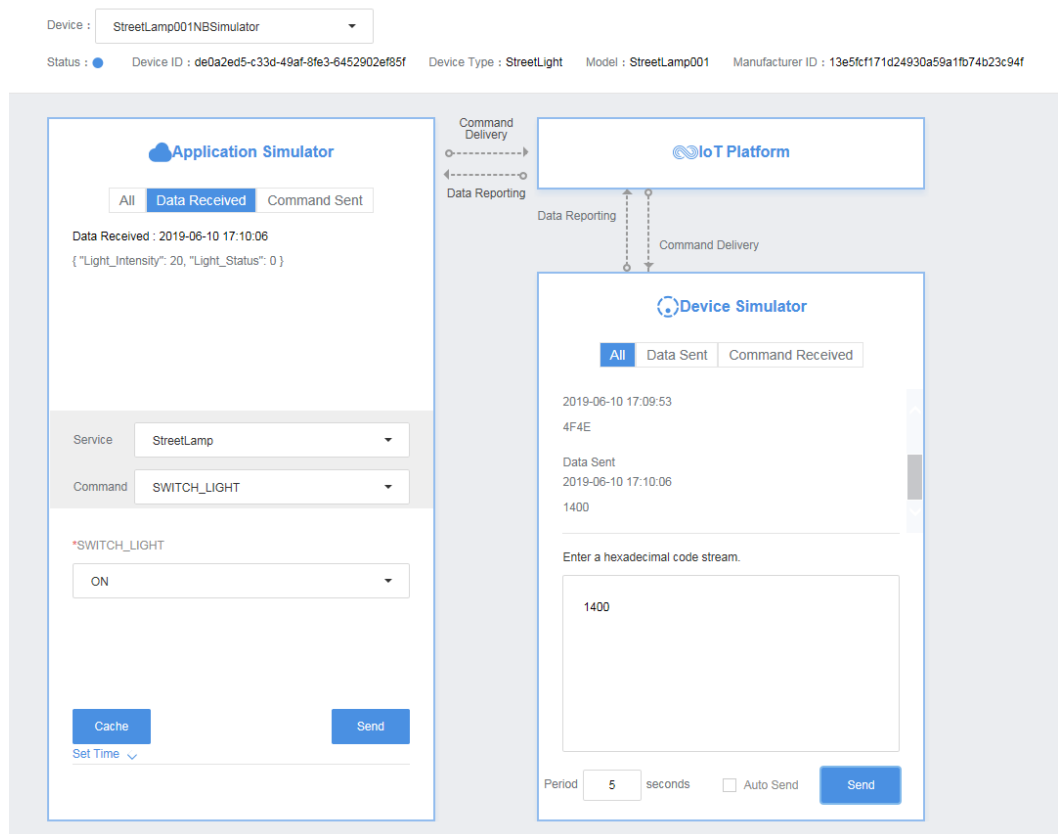 Device : StreetLamp001NBSimulator
Status : Device ID : de0a2ed5-c33d-49af-8fe3-6452902ef85f Device Type : StreetLight Model : StreetLamp001 Manufacturer ID : 13e5fcf171d24930a59a1fb74b23c94f
Application Simulator
All Data Received Command Sent
Data Received : 2019-06-10 17:10:06
{ "Light_Intensity": 20, "Light_Status": 0 }
Service StreetLamp
Command SWITCH_LIGHT
*SWITCH_LIGHT
ON
Cache Send
Set Time
Command
Delivery
Data Reporting
IoT Platform
Data Reporting
Command Delivery
Device Simulator
All Data Sent Command Received
2019-06-10 17:09:53
4F4E
Data Sent
2019-06-10 17:10:06
1400
Enter a hexadecimal code stream.
1400
Period 5 seconds Auto Send Send